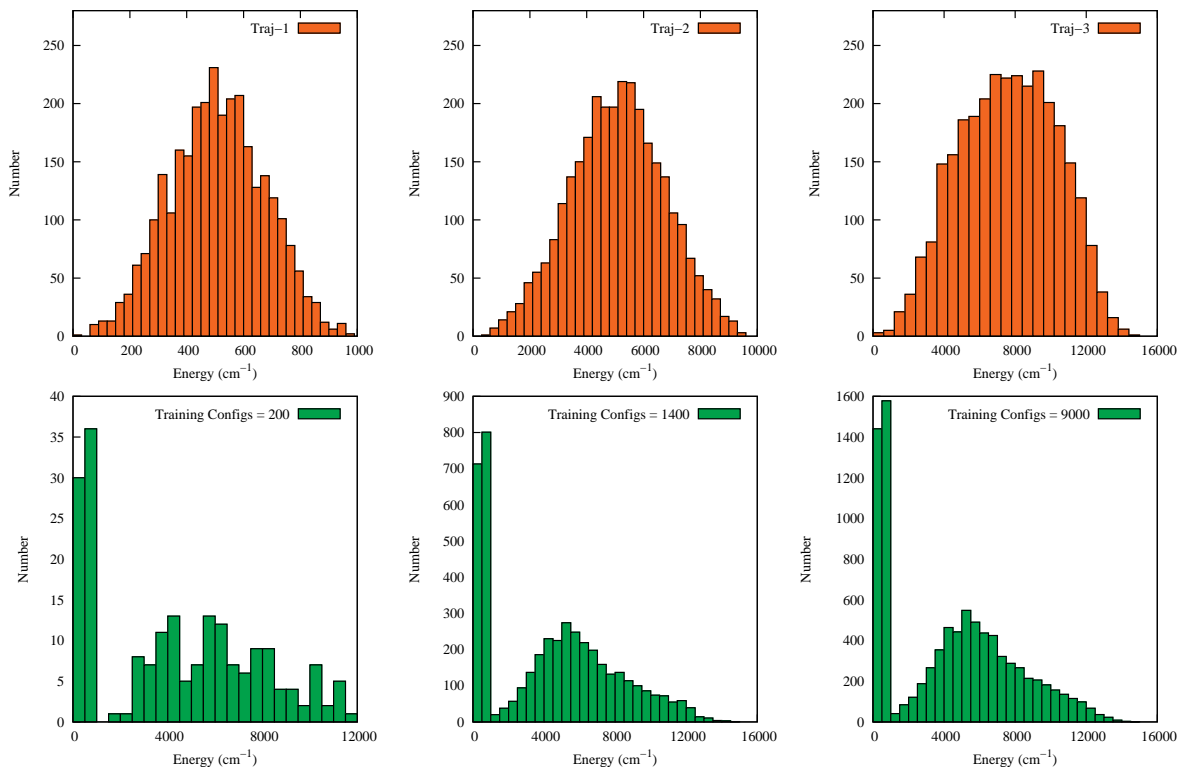 Traj−1
Number
250
200
150
100
50
0
0 200 400 600 800 1000
Energy (cm−1)
Traj−2
Number
250
200
150
100
50
0
0 2000 4000 6000 8000 10000
Energy (cm−1)
Traj−3
Number
250
200
150
100
50
0
0 4000 8000 12000 16000
Energy (cm−1)
Training Configs = 200
Number
40
35
30
25
20
15
10
5
0
0 4000 8000 12000
Energy (cm−1)
Training Configs = 1400
Number
900
800
700
600
500
400
300
200
100
0
0 4000 8000 12000 16000
Energy (cm−1)
Training Configs = 9000
Number
1600
1400
1200
1000
800
600
400
200
0
0 4000 8000 12000 16000
Energy (cm−1)